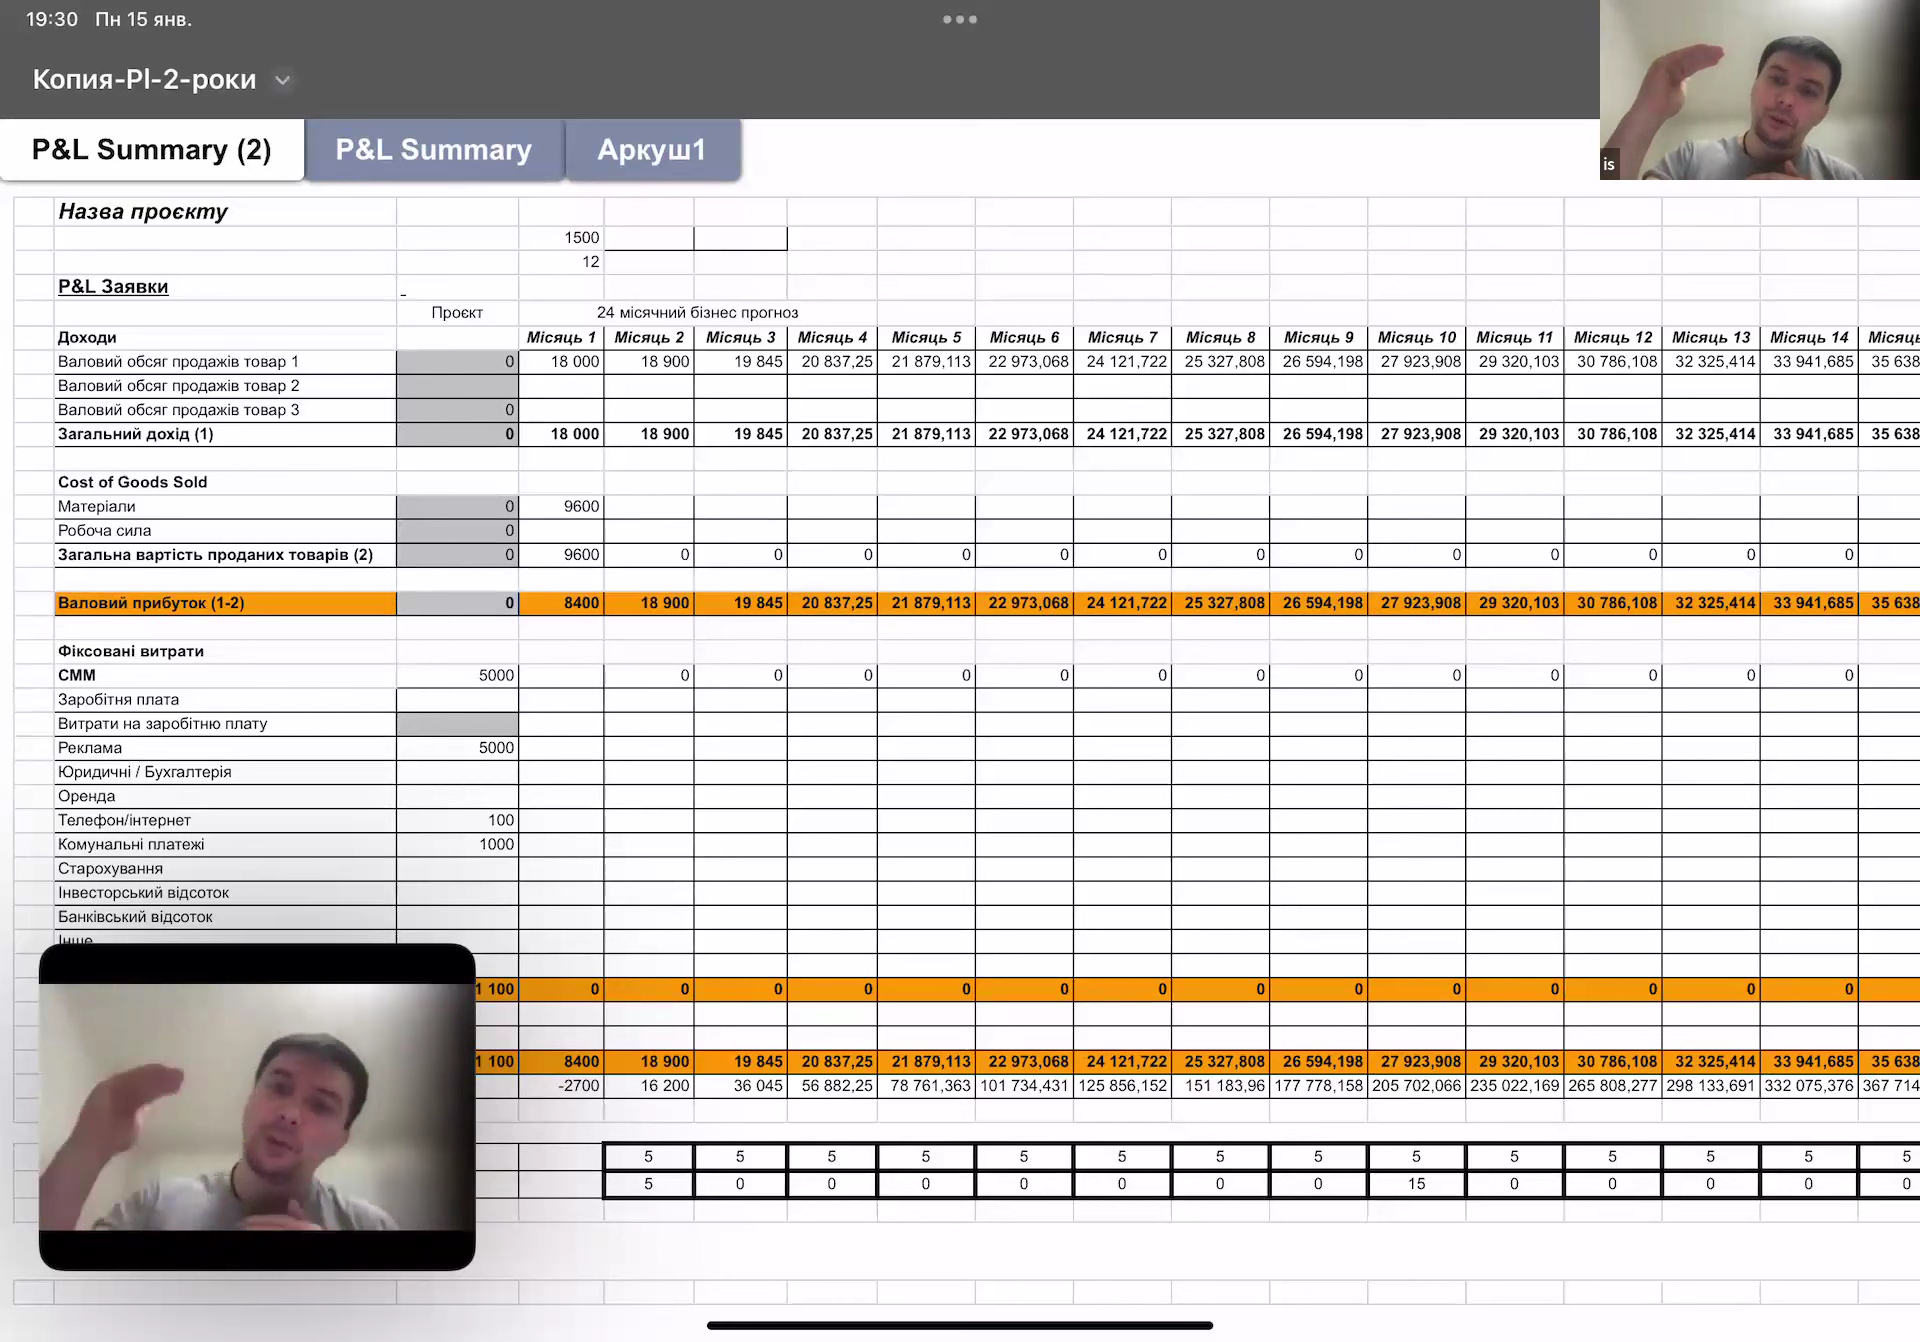 19:30 Пн 15 янв.
Копия-Pl-2-роки
is
P&L Summary (2) P&L Summary Аркуш1
Назва проєкту
1500
12
P&L Заявки
Проєкт 24 місячний бізнес прогноз
Доходи Місяць 1 Місяць 2 Місяць 3 Місяць 4 Місяць 5 Місяць 6 Місяць 7 Місяць 8 Місяць 9 Місяць 10 Місяць 11 Місяць 12 Місяць 13 Місяць 14 Місяць
Валовий обсяг продажів товар 1 0 18 000 18 900 19 845 20 837,25 21 879,113 22 973,068 24 121,722 25 327,808 26 594,198 27 923,908 29 320,103 30 786,108 32 325,414 33 941,685 35 638
Валовий обсяг продажів товар 2
Валовий обсяг продажів товар 3 0
Загальний дохід (1) 0 18 000 18 900 19 845 20 837,25 21 879,113 22 973,068 24 121,722 25 327,808 26 594,198 27 923,908 29 320,103 30 786,108 32 325,414 33 941,685 35 638
Cost of Goods Sold
Матеріали 0 9600
Робоча сила 0
Загальна вартість проданих товарів (2) 0 9600 0 0 0 0 0 0 0 0 0 0 0 0 0
Валовий прибуток (1-2) 0 8400 18 900 19 845 20 837,25 21 879,113 22 973,068 24 121,722 25 327,808 26 594,198 27 923,908 29 320,103 30 786,108 32 325,414 33 941,685 35 638
Фіксовані витрати
СММ 5000 0 0 0 0 0 0 0 0 0 0 0 0 0
Заробітня плата
Витрати на заробітню плату
Реклама 5000
Юридичні / Бухгалтерія
Оренда
Телефон/інтернет 100
Комунальні платежі 1000
Старохування
Інвесторський відсоток
Банківський відсоток
Інше
1 100 0 0 0 0 0 0 0 0 0 0 0 0 0 0
1 100 8400 18 900 19 845 20 837,25 21 879,113 22 973,068 24 121,722 25 327,808 26 594,198 27 923,908 29 320,103 30 786,108 32 325,414 33 941,685 35 638
-2700 16 200 36 045 56 882,25 78 761,363 101 734,431 125 856,152 151 183,96 177 778,158 205 702,066 235 022,169 265 808,277 298 133,691 332 075,376 367 714
5 5 5 5 5 5 5 5 5 5 5 5 5 5
5 0 0 0 0 0 0 0 15 0 0 0 0 0